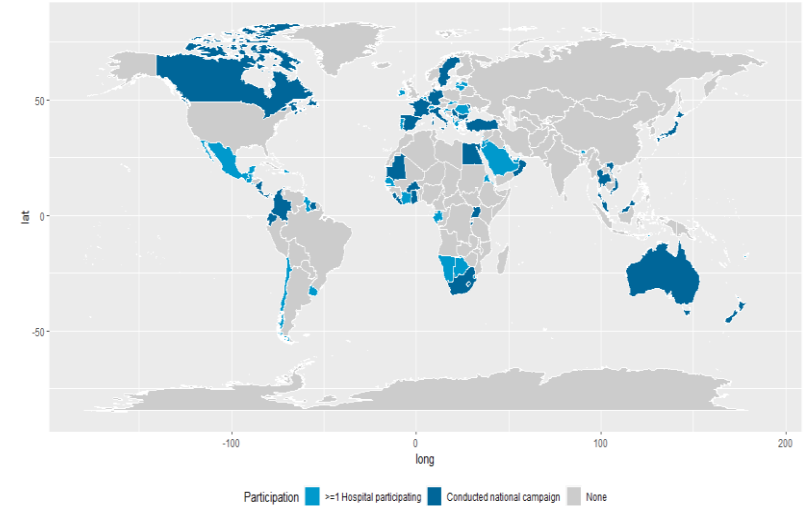 50
0
-50
lat
-100
0
100
200
long
Participation >=1 Hospital participating Conducted national campaign None